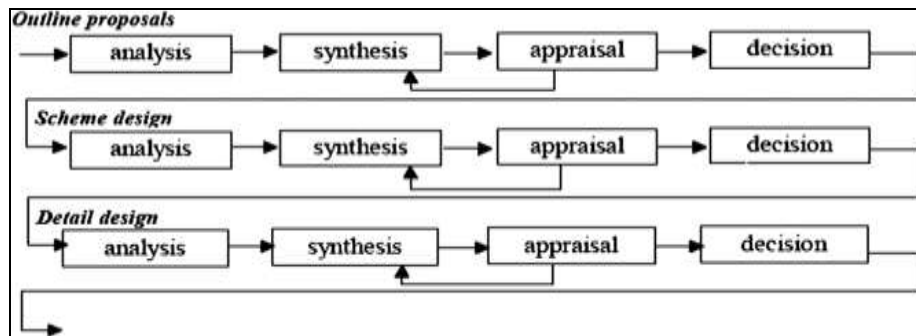 Outline proposals
analysis synthesis appraisal decision
Scheme design
analysis synthesis appraisal decision
Detail design
analysis synthesis appraisal decision